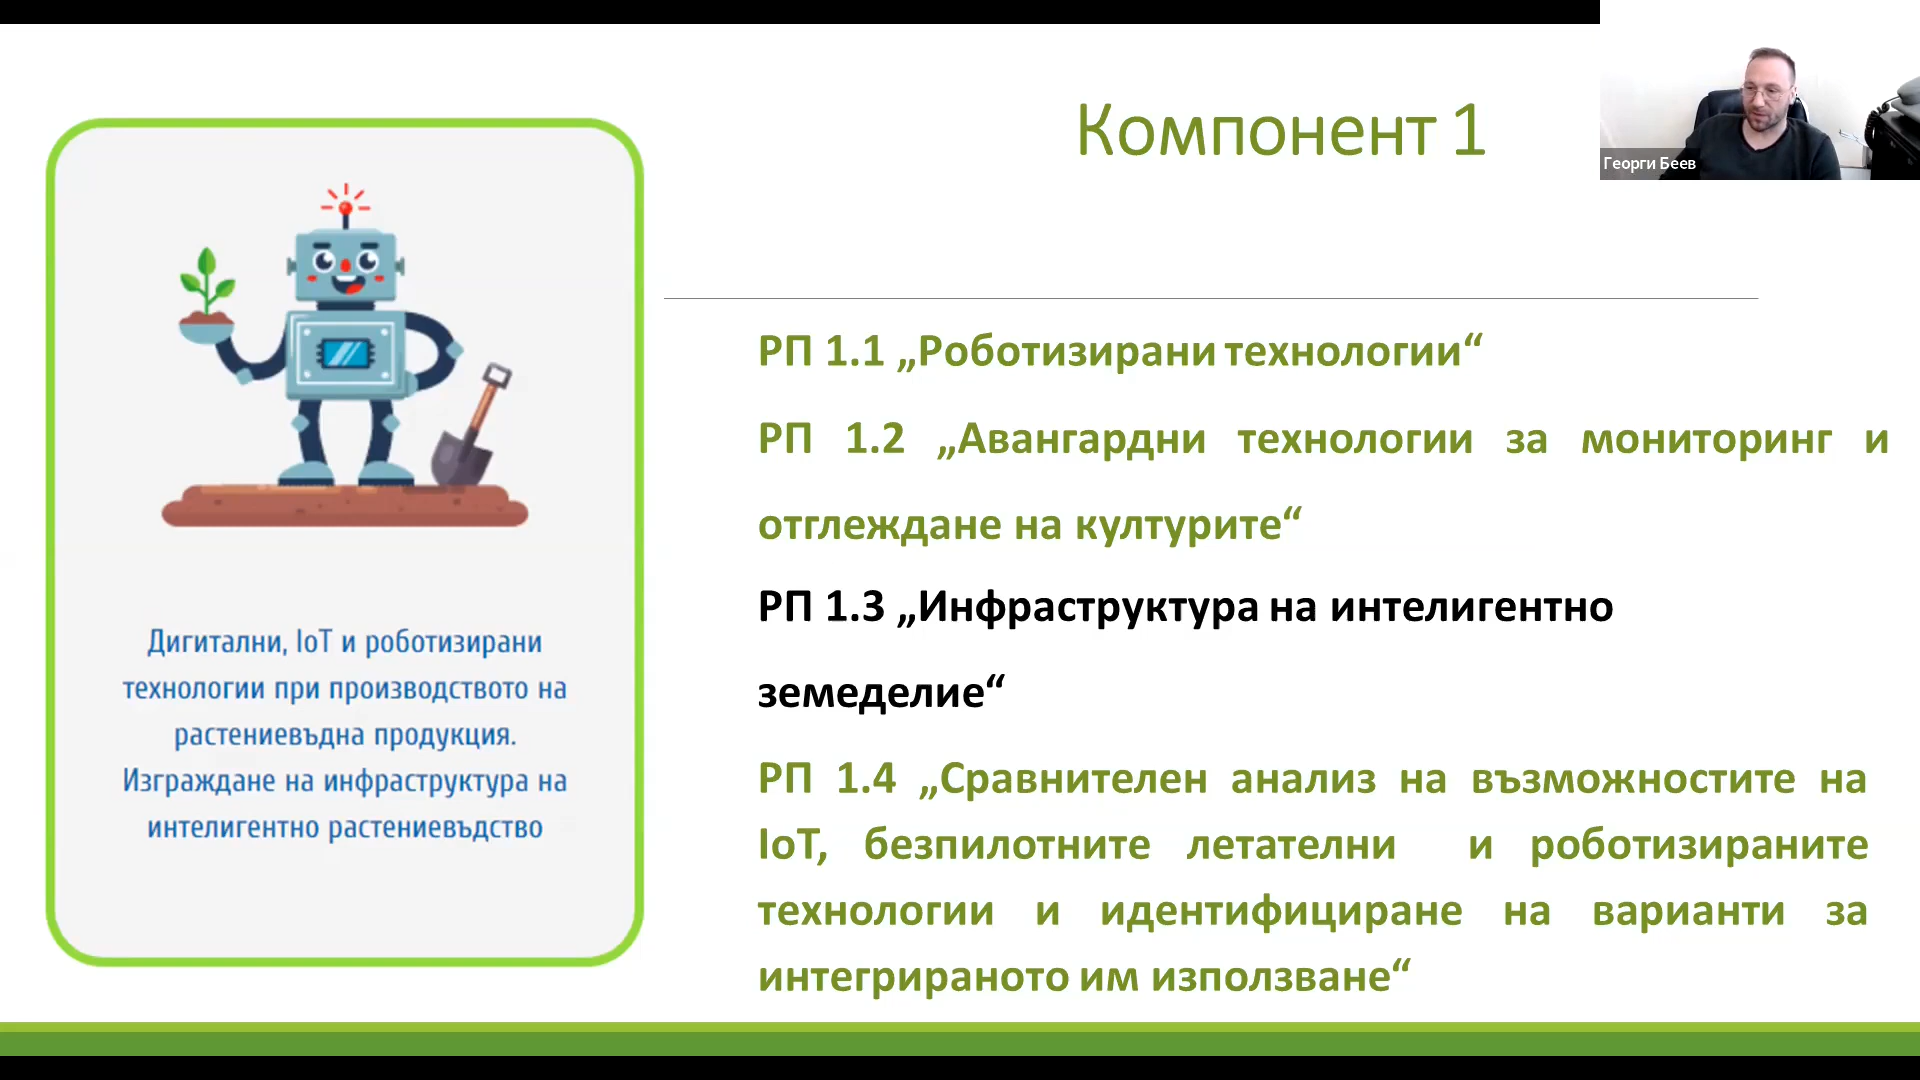 Компонент 1
Георги Беев
Дигитални, IoT и роботизирани
технологии при производството на
растениевъдна продукция.
Изграждане на инфраструктура на
интелигентно растениевъдство
РП 1.1 „Роботизирани технологии“
РП 1.2 „Авангардни технологии за мониторинг и
отглеждане на културите“
РП 1.3 „Инфраструктура на интелигентно
земеделие“
РП 1.4 „Сравнителен анализ на възможностите на
IoT, безпилотните летателни и роботизираните
технологии и идентифициране на варианти за
интегрираното им използване“